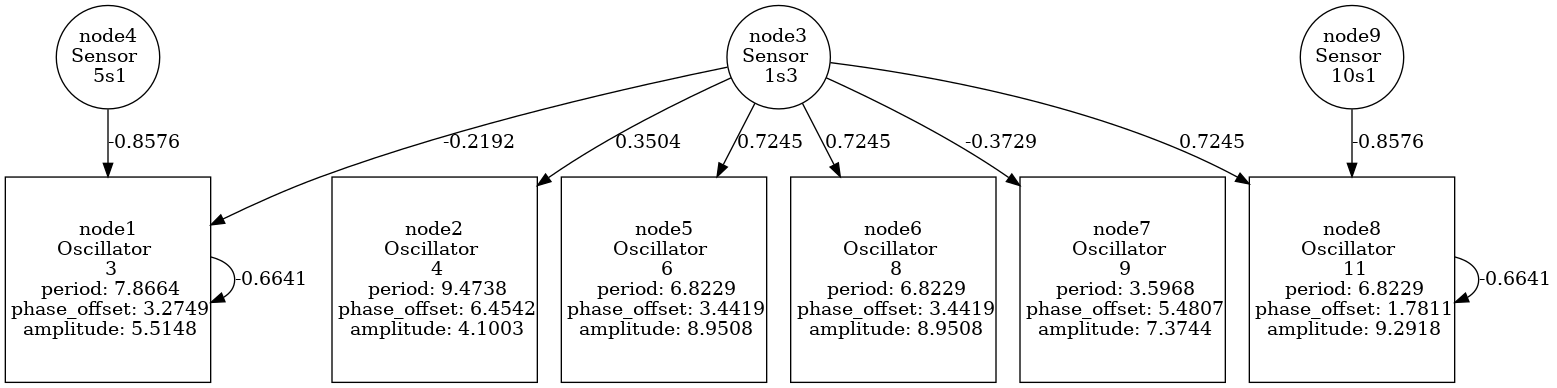 node4
Sensor
5s1
node3
Sensor
1s3
node9
Sensor
10s1
-0.8576
-0.2192
0.3504
0.7245
0.7245
-0.3729
0.7245
-0.8576
node1
Oscillator
3
period: 7.8664
phase_offset: 3.2749
amplitude: 5.5148
-0.6641
node2
Oscillator
4
period: 9.4738
phase_offset: 6.4542
amplitude: 4.1003
node5
Oscillator
6
period: 6.8229
phase_offset: 3.4419
amplitude: 8.9508
node6
Oscillator
8
period: 6.8229
phase_offset: 3.4419
amplitude: 8.9508
node7
Oscillator
9
period: 3.5968
phase_offset: 5.4807
amplitude: 7.3744
node8
Oscillator
11
period: 6.8229
phase_offset: 1.7811
amplitude: 9.2918
-0.6641